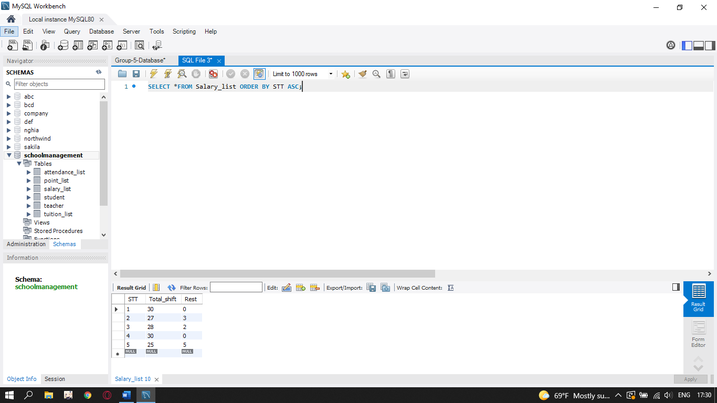 MySQL Workbench
Local instance MySQL80 ×
File Edit View Query Database Server Tools Scripting Help
Navigator
SCHEMAS
Filter objects
abc
bcd
company
def
nghia
northwind
sakila
schoolmanagement
Tables
attendance_list
point_list
salary_list
student
teacher
tuition_list
Views
Stored Procedures
Functions
Administration Schemas
Information
Schema:
schoolmanagement
Object Info Session
Group-5-Database* SQL File 3* ×
Limit to 1000 rows
1 SELECT *FROM Salary_list ORDER BY STT ASC;
Result Grid Filter Rows: Edit: Export/Import: Wrap Cell Content:
STT Total_shift Rest
1 30 0
2 27 3
3 28 2
4 30 0
5 25 5
NULL NULL NULL
Result
Grid
Form
Editor
Salary_list 10 ×
Apply
69°F Mostly su... ENG 17:30